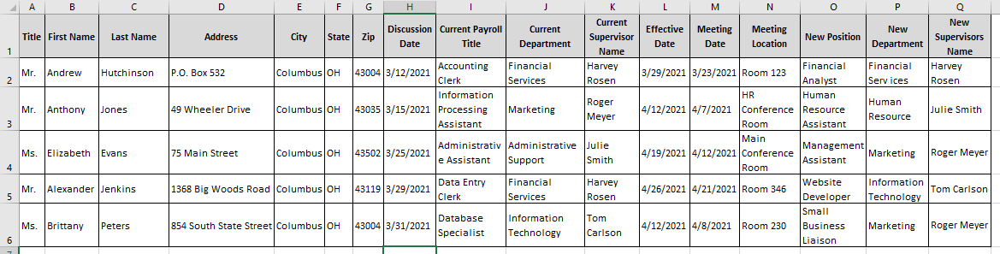 A B C D E F G H I J K L M N O P Q
1 Title First Name Last Name Address City State Zip Discussion Date Current Payroll Title Current Department Current Supervisor Name Effective Date Meeting Date Meeting Location New Position New Department New Supervisors Name
2 Mr. Andrew Hutchinson P.O. Box 532 Columbus OH 43004 3/12/2021 Accounting Clerk Financial Services Harvey Rosen 3/29/2021 3/23/2021 Room 123 Financial Analyst Financial Serv ices Harvey Rosen
3 Mr. Anthony Jones 49 Wheeler Drive Columbus OH 43035 3/15/2021 Information Processing Assistant Marketing Roger Meyer 4/12/2021 4/7/2021 HR Conference Room Human Resource Assistant Human Resource Julie Smith
4 Ms. Elizabeth Evans 75 Main Street Columbus OH 43502 3/25/2021 Administrativ e Assistant Administrative Support Julie Smith 4/19/2021 4/12/2021 Main Conference Room Management Assistant Marketing Roger Meyer
5 Mr. Alexander Jenkins 1368 Big Woods Road Columbus OH 43119 3/29/2021 Data Entry Clerk Financial Services Harvey Rosen 4/26/2021 4/21/2021 Room 346 Website Developer Information Technology Tom Carlson
6 Ms. Brittany Peters 854 South State Street Columbus OH 43004 3/31/2021 Database Specialist Information Technology Tom Carlson 4/12/2021 4/8/2021 Room 230 Small Business Liaison Marketing Roger Meyer